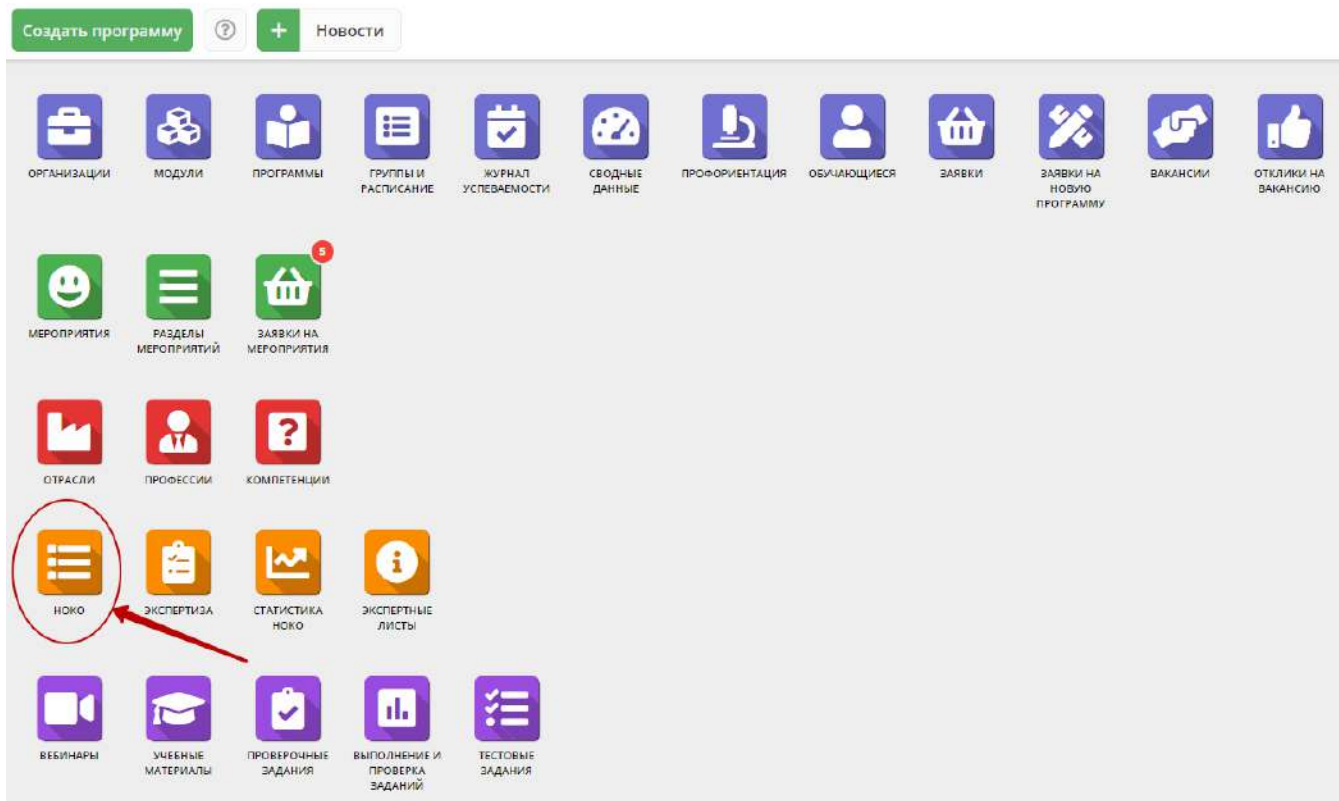 Создать программу ? + Новости
ОРГАНИЗАЦИИ МОДУЛИ ПРОГРАММЫ ГРУППЫ И ЖУРНАЛ СВОДНЫЕ ПРОФОРИЕНТАЦИЯ ОБУЧАЮЩИЕСЯ ЗАЯВКИ ЗАЯВКИ НА ВАКАНСИИ ОТКЛИКИ НА
РАСПИСАНИЕ УСПЕВАЕМОСТИ ДАННЫЕ НОВУЮ ВАКАНСИЮ
ПРОГРАММУ
5
МЕРОПРИЯТИЯ РАЗДЕЛЫ ЗАЯВКИ НА
МЕРОПРИЯТИЙ МЕРОПРИЯТИЯ
?
ОТРАСЛИ ПРОФЕССИИ КОМПЕТЕНЦИИ
i
НОКО ЭКСПЕРТИЗА СТАТИСТИКА ЭКСПЕРТНЫЕ
НОКО ЛИСТЫ
ВЕБИНАРЫ УЧЕБНЫЕ ПРОВЕРОЧНЫЕ ВЫПОЛНЕНИЕ И ТЕСТОВЫЕ
МАТЕРИАЛЫ ЗАДАНИЯ ПРОВЕРКА ЗАДАНИЯ
ЗАДАНИЙ